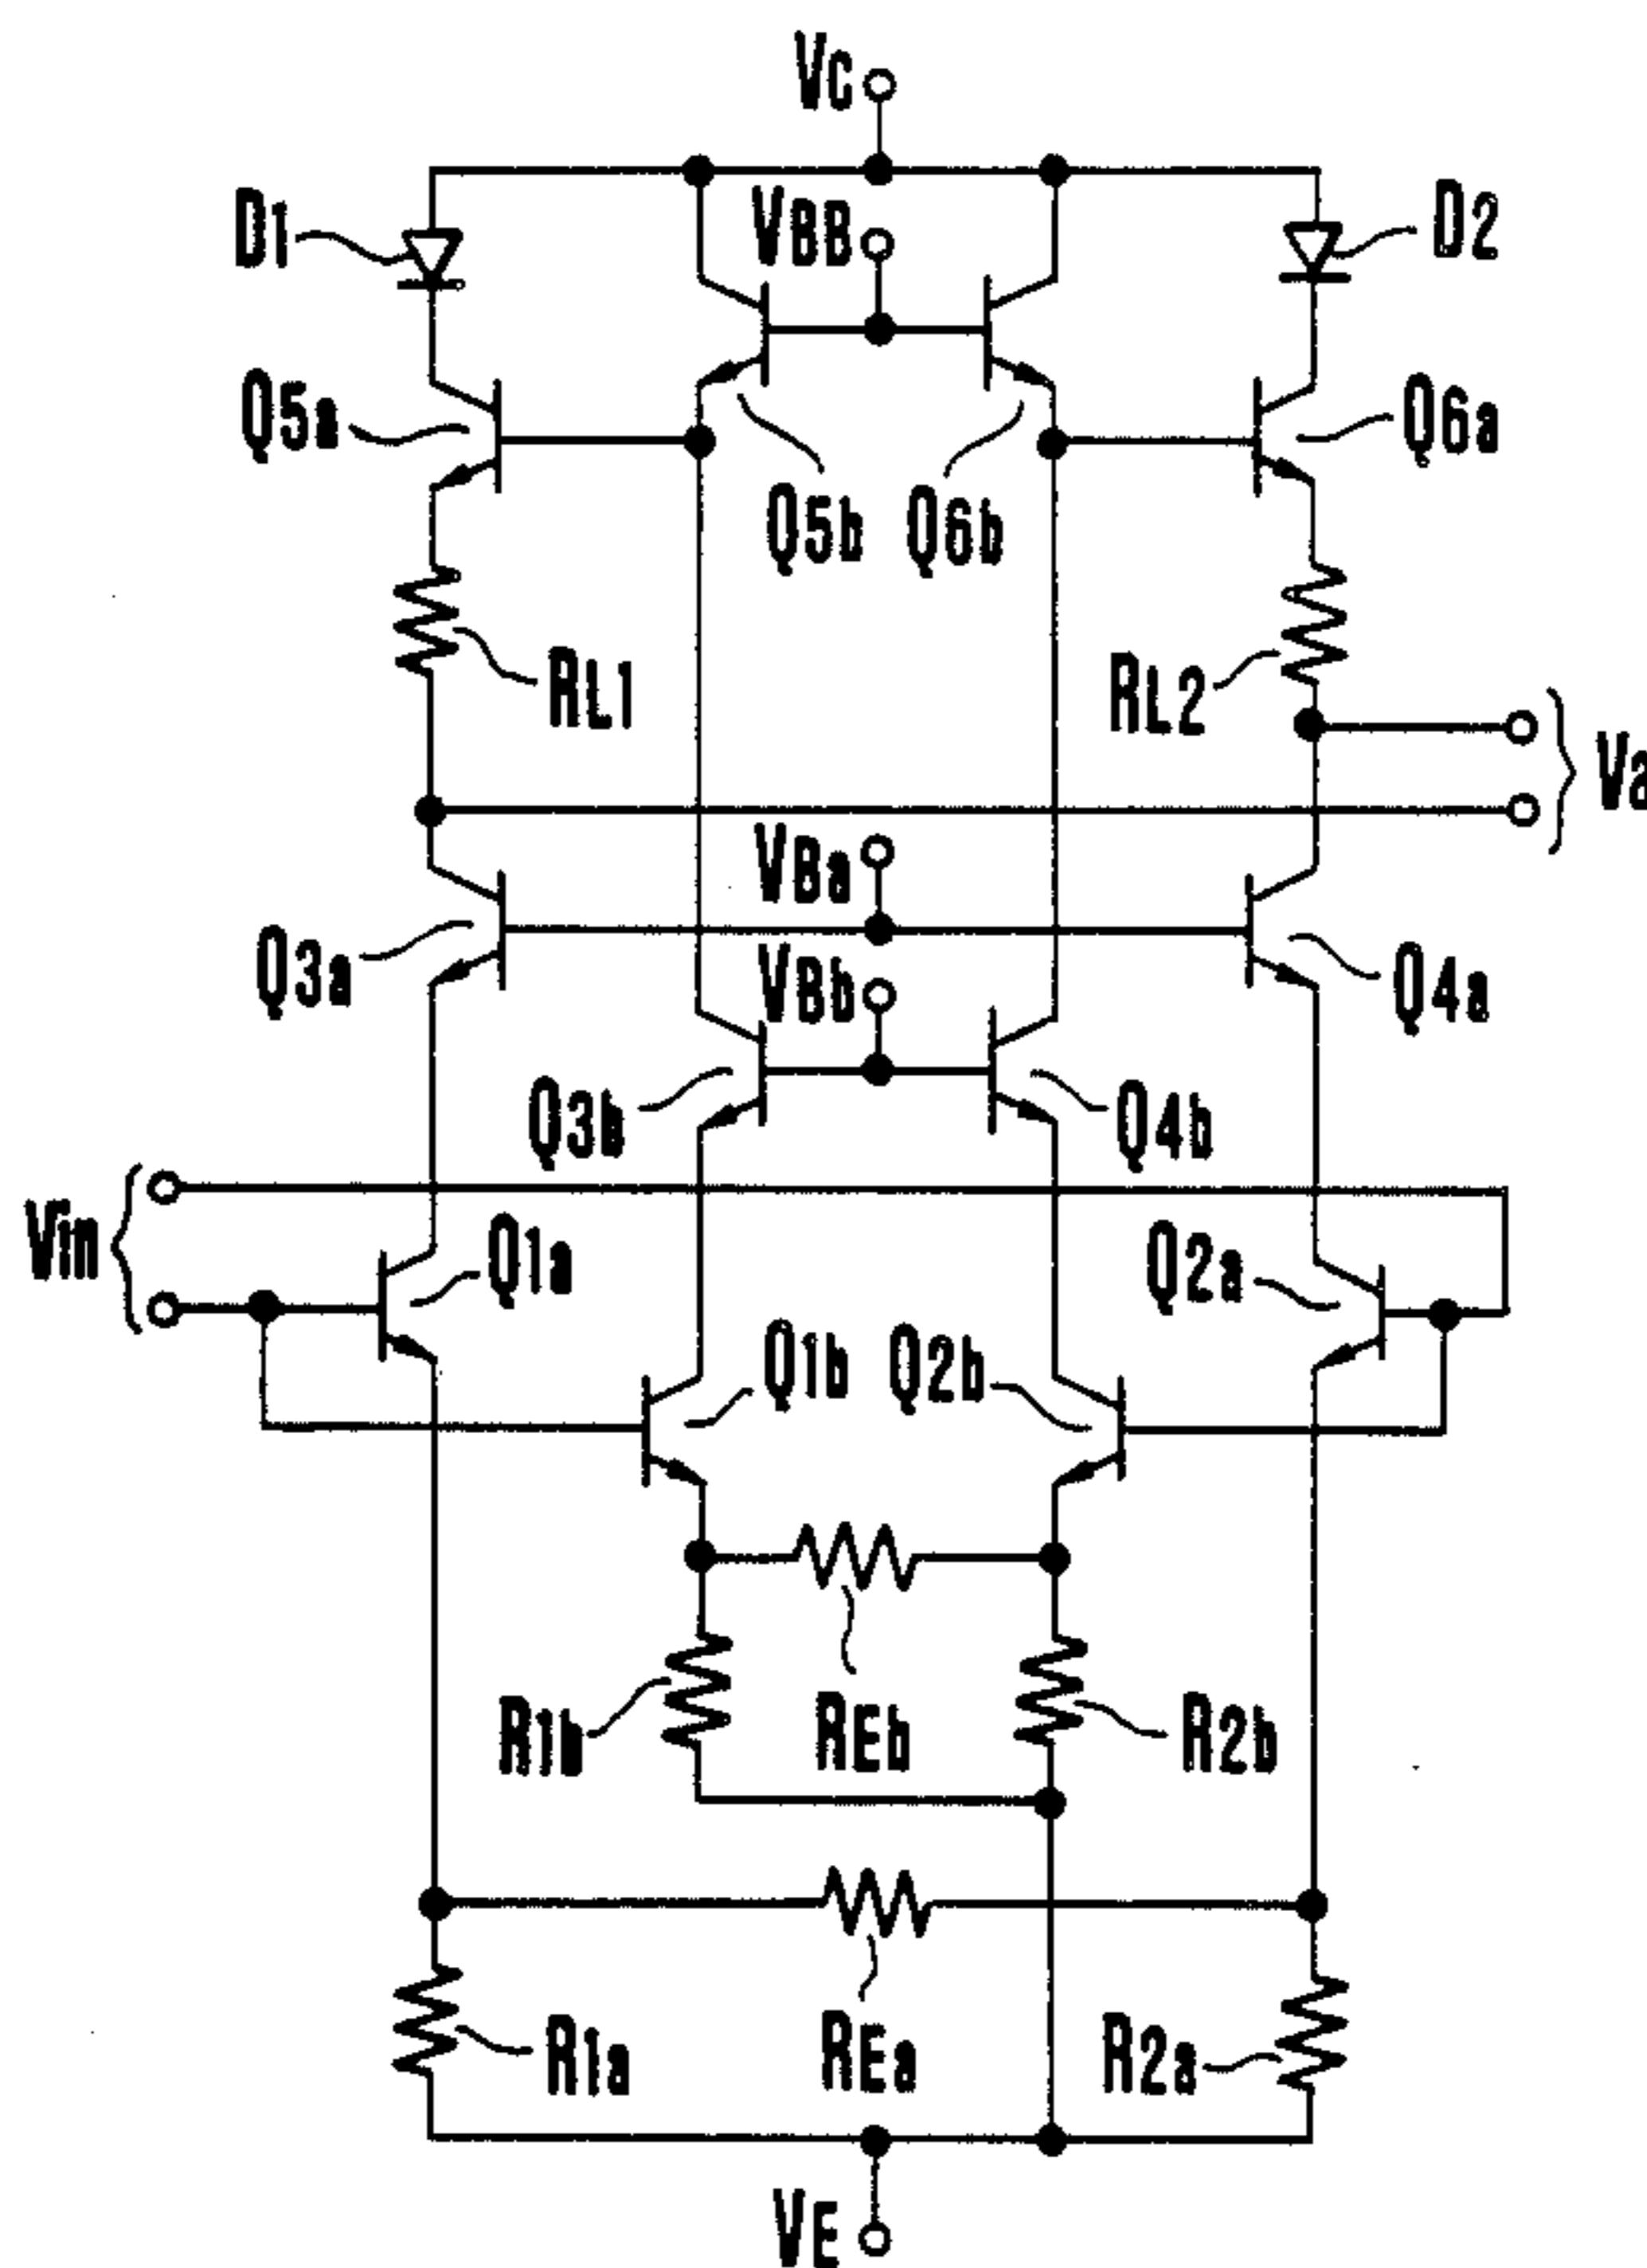 VC
D1
VBB
D2
Q5a
Q6a
Q5b
Q6b
RL1
RL2
Va
VBa
Q3a
VBb
Q4a
Q3b
Q4b
Vin
Q1a
Q2a
Q1b
Q2b
R1b
REb
R2b
R1a
REa
R2a
VE